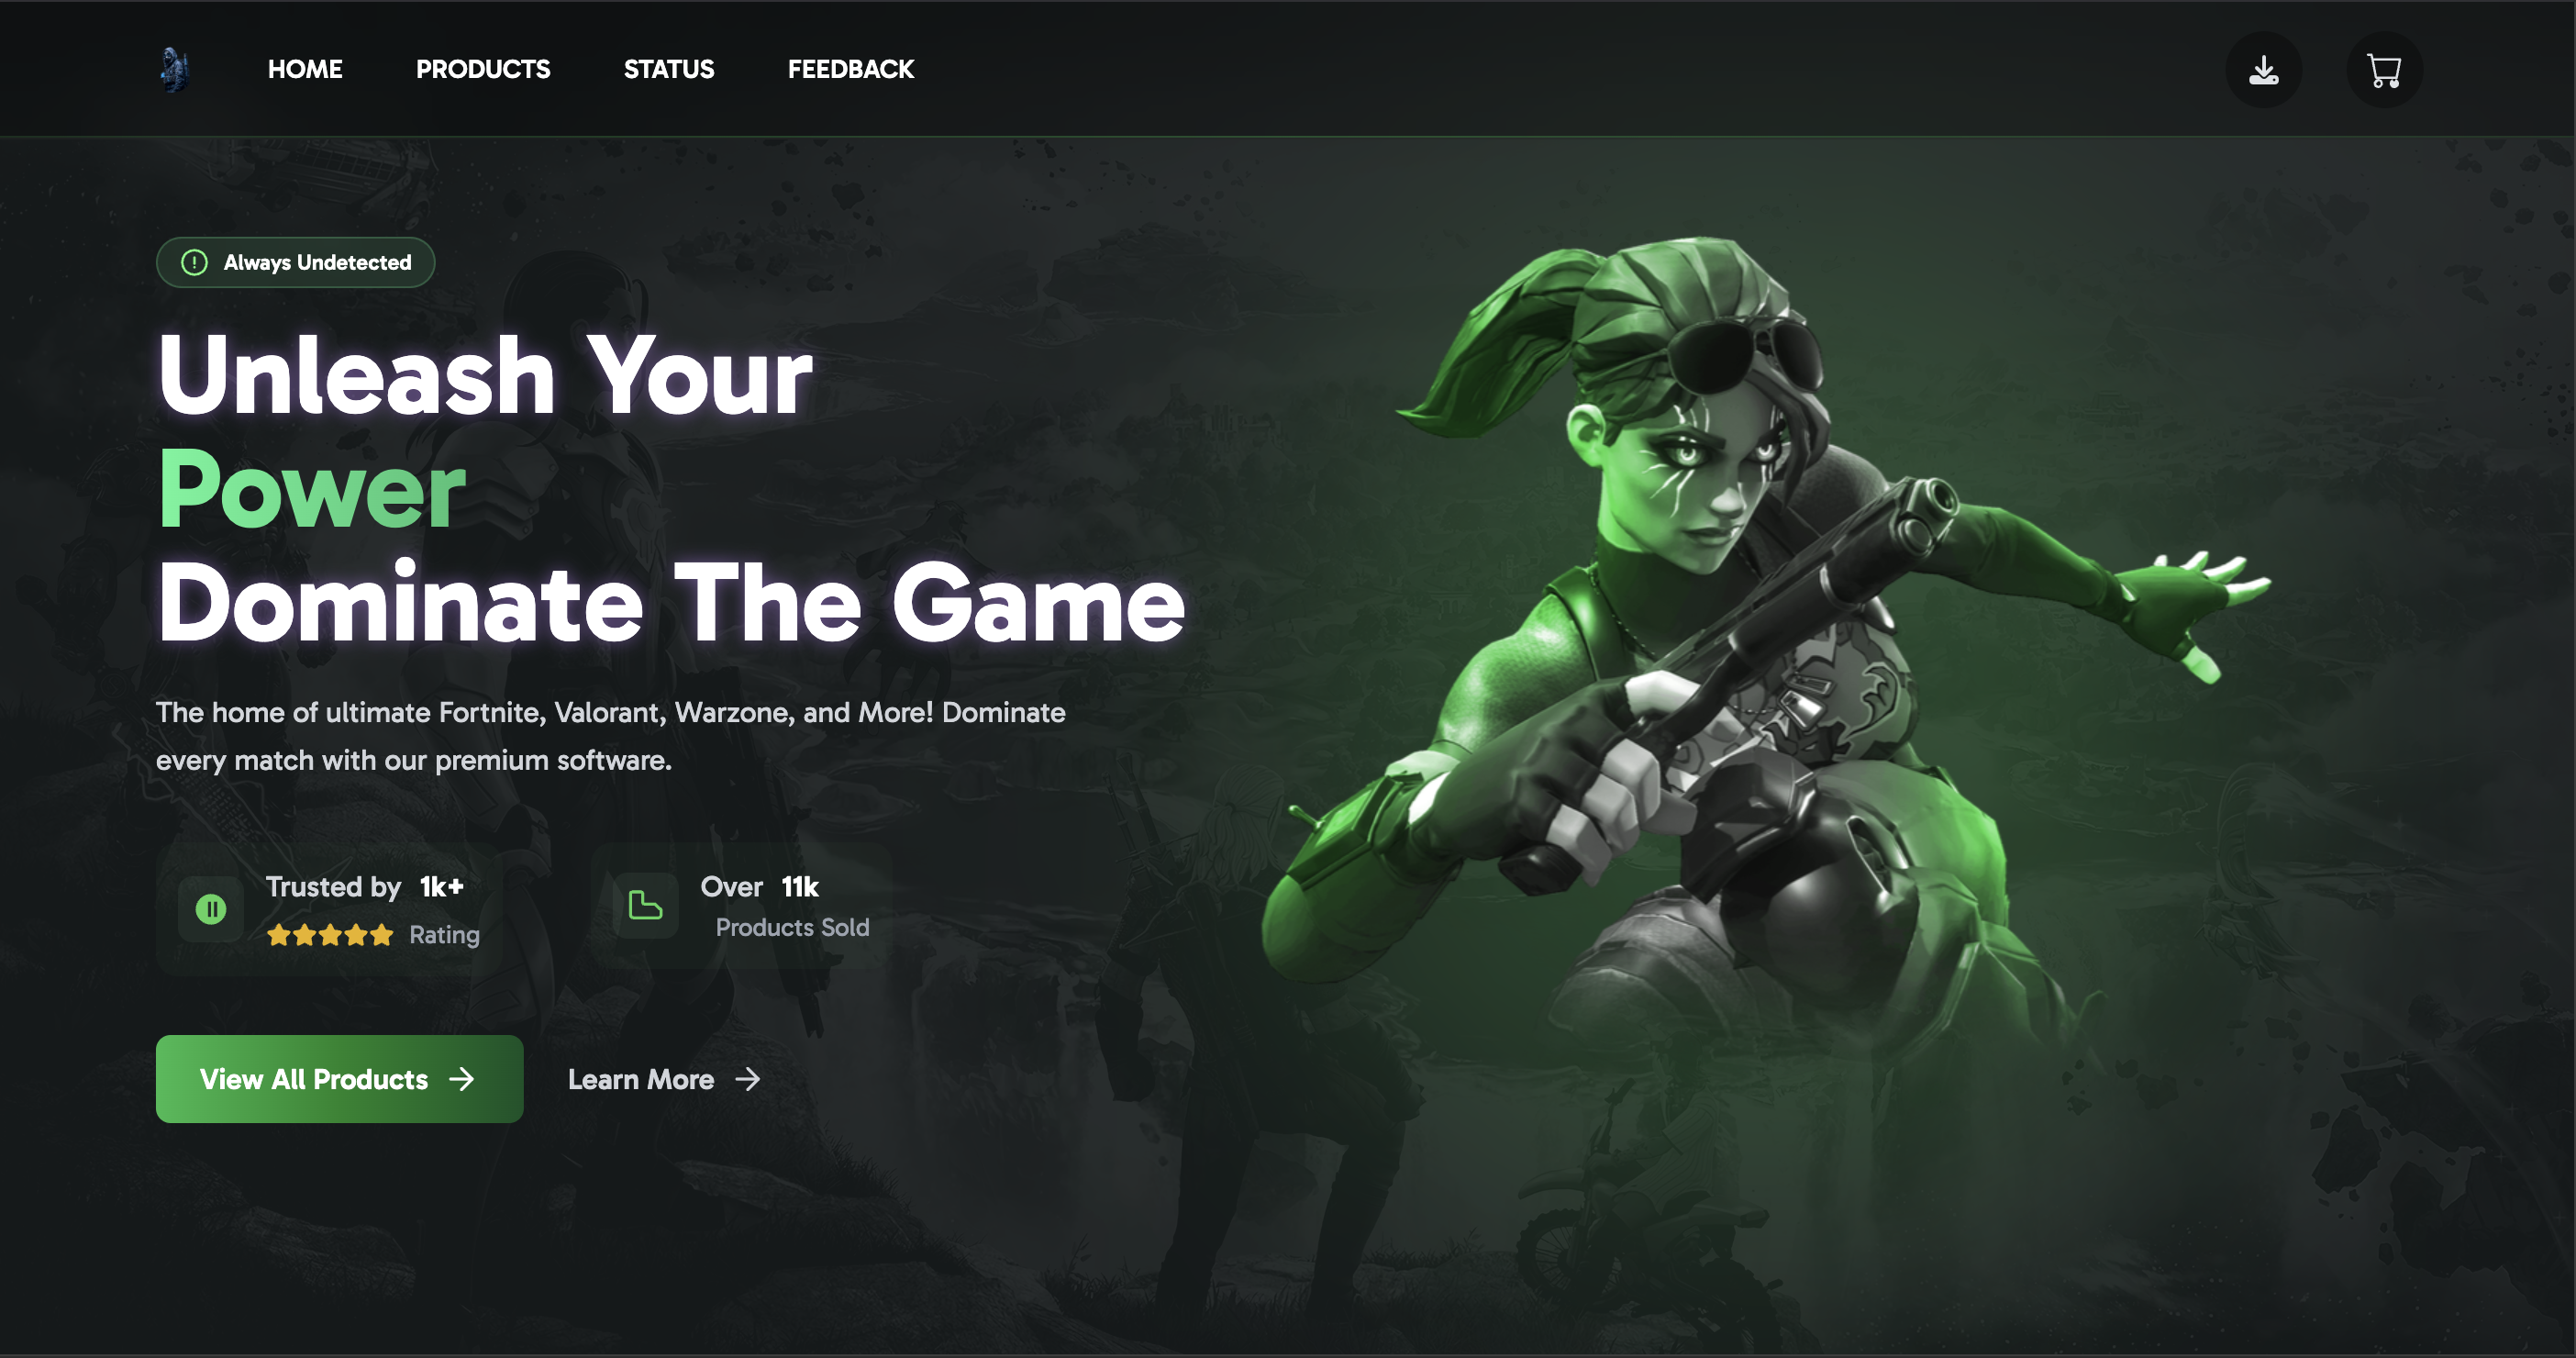 HOME PRODUCTS STATUS FEEDBACK
Always Undetected
Unleash Your
Power
Dominate The Game
The home of ultimate Fortnite, Valorant, Warzone, and More! Dominate
every match with our premium software.
Trusted by 1k+
Rating
Over 11k
Products Sold
View All Products
Learn More